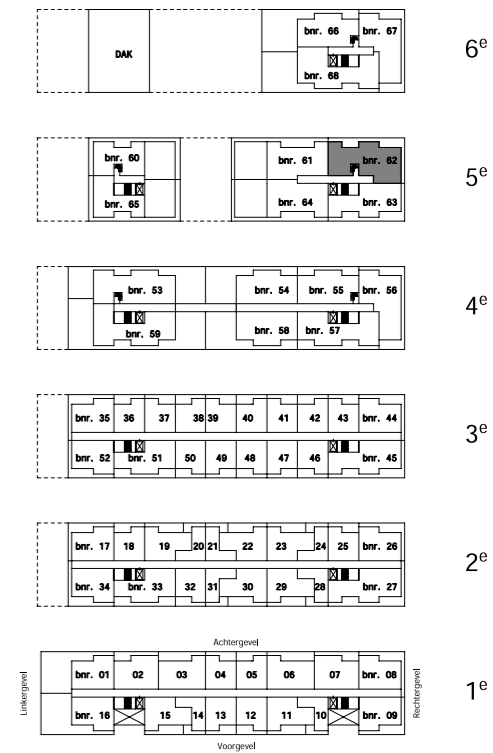 bnr. 66 bnr. 67
DAK
bnr. 68
6e
bnr. 60 bnr. 61 bnr. 62
bnr. 65 bnr. 64 bnr. 63
5e
bnr. 53 bnr. 54 bnr. 55 bnr. 56
bnr. 59 bnr. 58 bnr. 57
4e
bnr. 35 36 37 38 39 40 41 42 43 bnr. 44
bnr. 52 bnr. 51 50 49 48 47 46 bnr. 45
3e
bnr. 17 18 19 20 21 22 23 24 25 bnr. 26
bnr. 34 bnr. 33 32 31 30 29 28 bnr. 27
2e
Achtergevel
Linkergevel
bnr. 01 02 03 04 05 06 07 bnr. 08
bnr. 16 15 14 13 12 11 10 bnr. 09
Rechtergevel
1e
Voorgevel